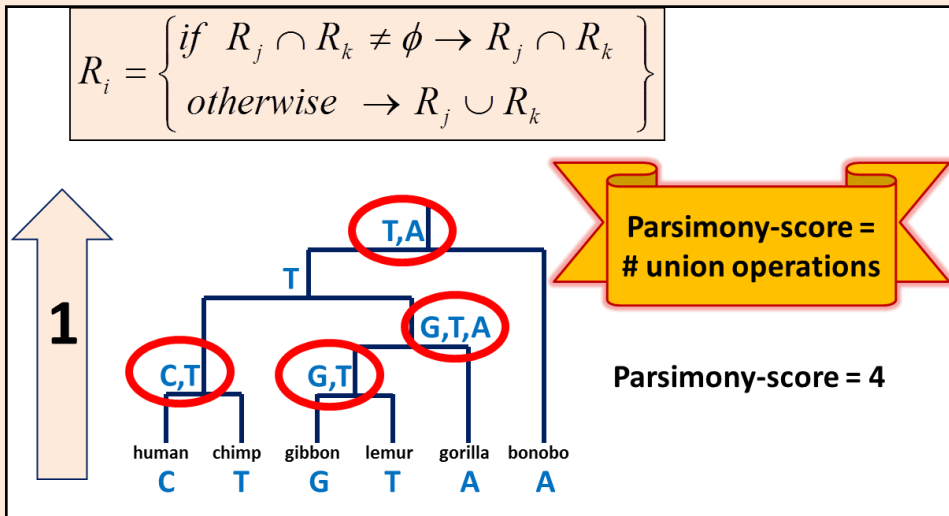 R_i = { if R_j ∩ R_k ≠ ϕ → R_j ∩ R_k
otherwise → R_j ∪ R_k }
T,A
Parsimony-score =
# union operations
T
1
G,T,A
C,T
G,T
Parsimony-score = 4
human chimp gibbon lemur gorilla bonobo
C T G T A A